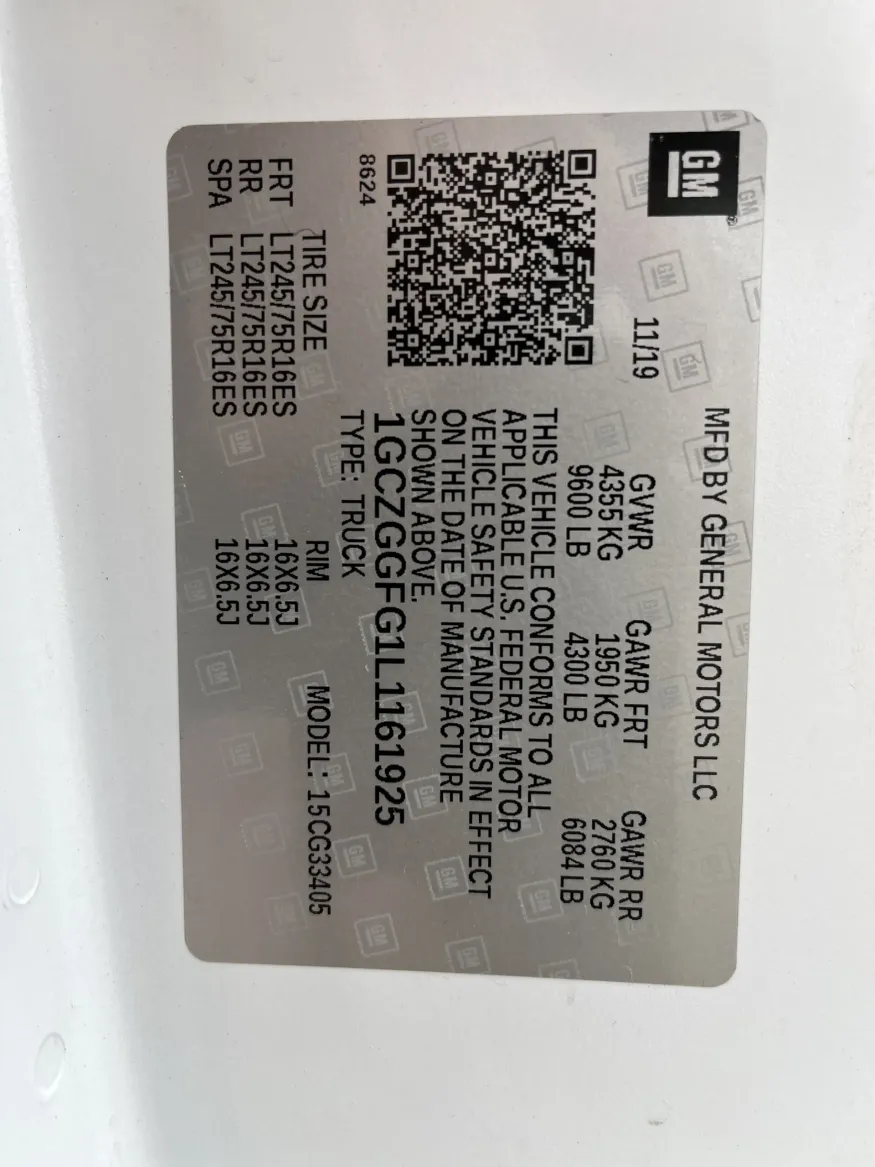 GM
MFD BY GENERAL MOTORS LLC
11/19
GVWR GAWR FRT GAWR RR
4355 KG 1950 KG 2760 KG
9600 LB 4300 LB 6084 LB
THIS VEHICLE CONFORMS TO ALL
APPLICABLE U.S. FEDERAL MOTOR
VEHICLE SAFETY STANDARDS IN EFFECT
ON THE DATE OF MANUFACTURE
SHOWN ABOVE.
8624
1GCZGGFG1L1161925
TYPE: TRUCK
TIRE SIZE RIM MODEL: 15CG33405
FRT LT245/75R16ES 16X6.5J
RR LT245/75R16ES 16X6.5J
SPA LT245/75R16ES 16X6.5J